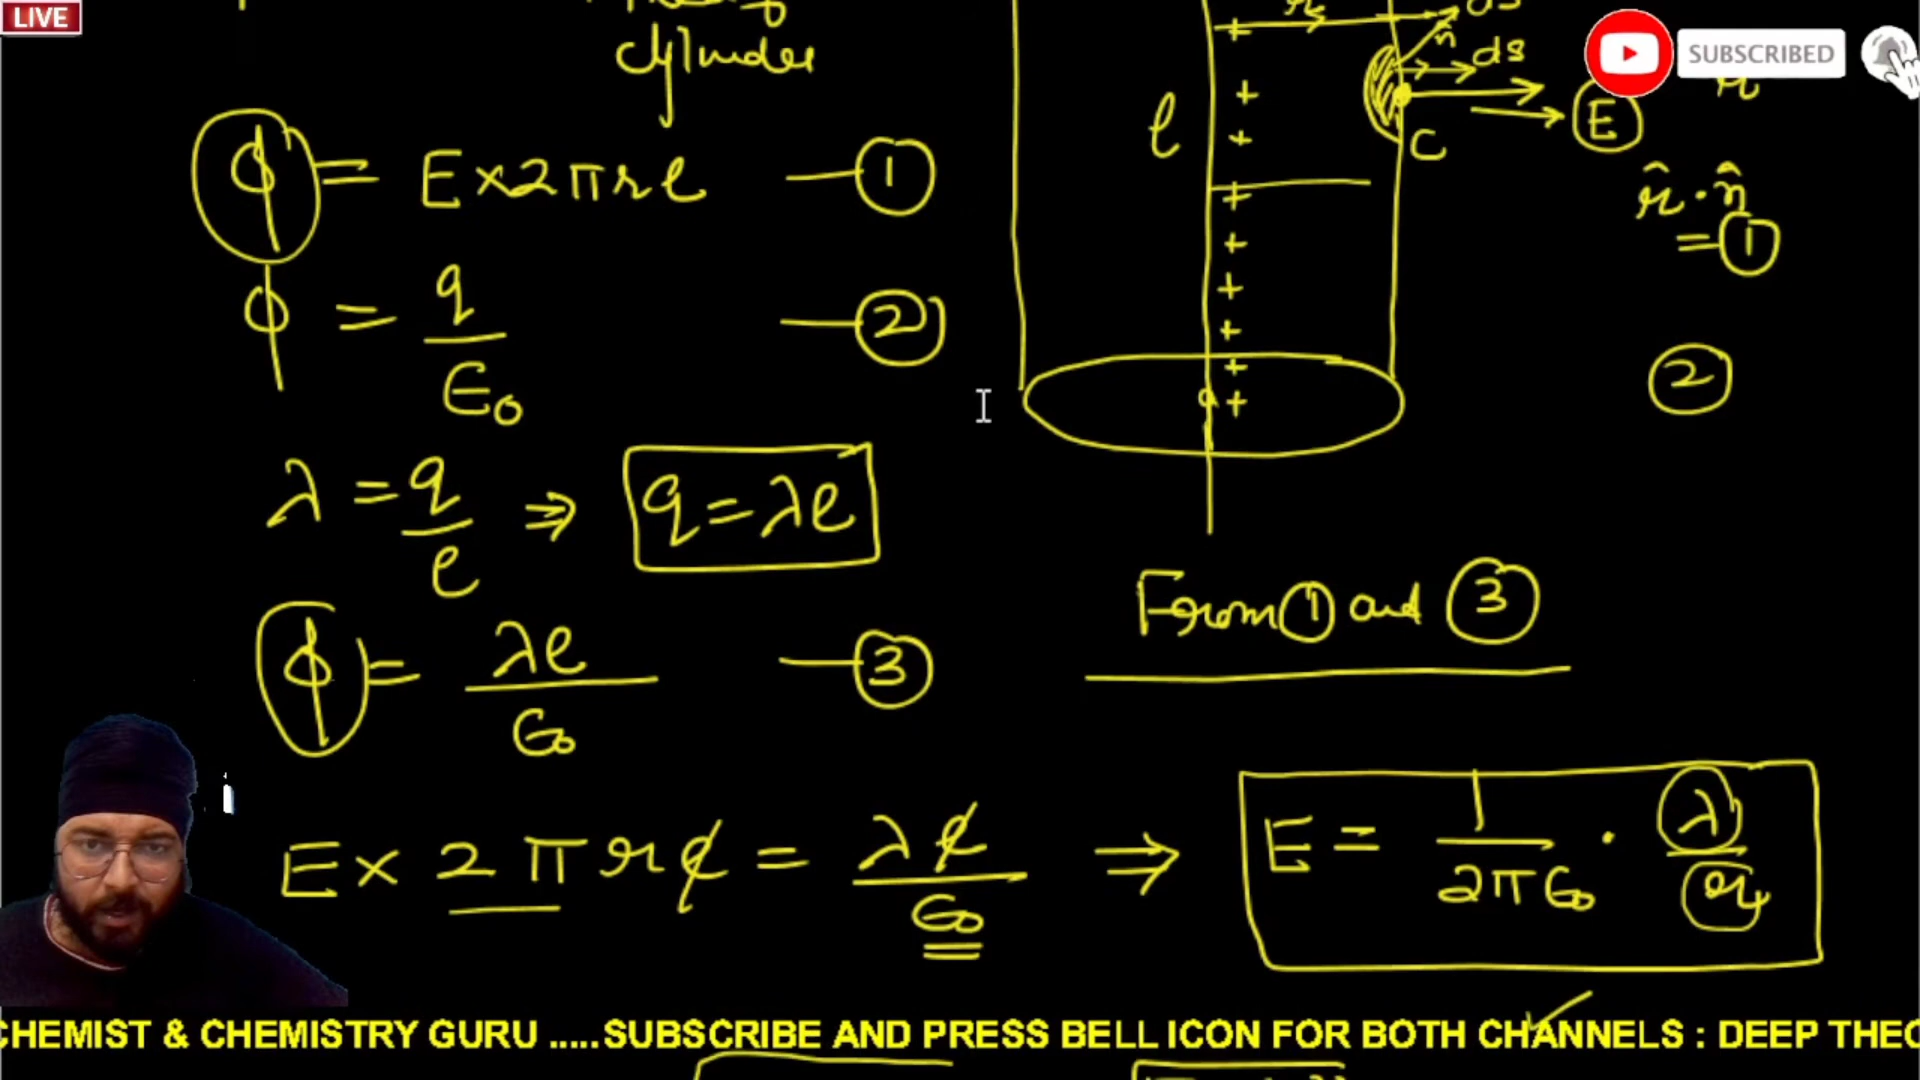 LIVE
cylinder
ds
n̂
ds
SUBSCRIBED
+
+
l
+
E
C
ϕ = E×2πrl —①
+
r̂ · n̂
= ①
+
+
ϕ = q/ε₀ —②
+
+
②
+
λ = q/l ⇒ q = λl
From ① and ③
ϕ = λl/ε₀ —③
E× 2πrl = λl/ε₀ ⇒ E = 1/2πε₀ · λ/r
CHEMIST & CHEMISTRY GURU .....SUBSCRIBE AND PRESS BELL ICON FOR BOTH CHANNELS : DEEP THEO